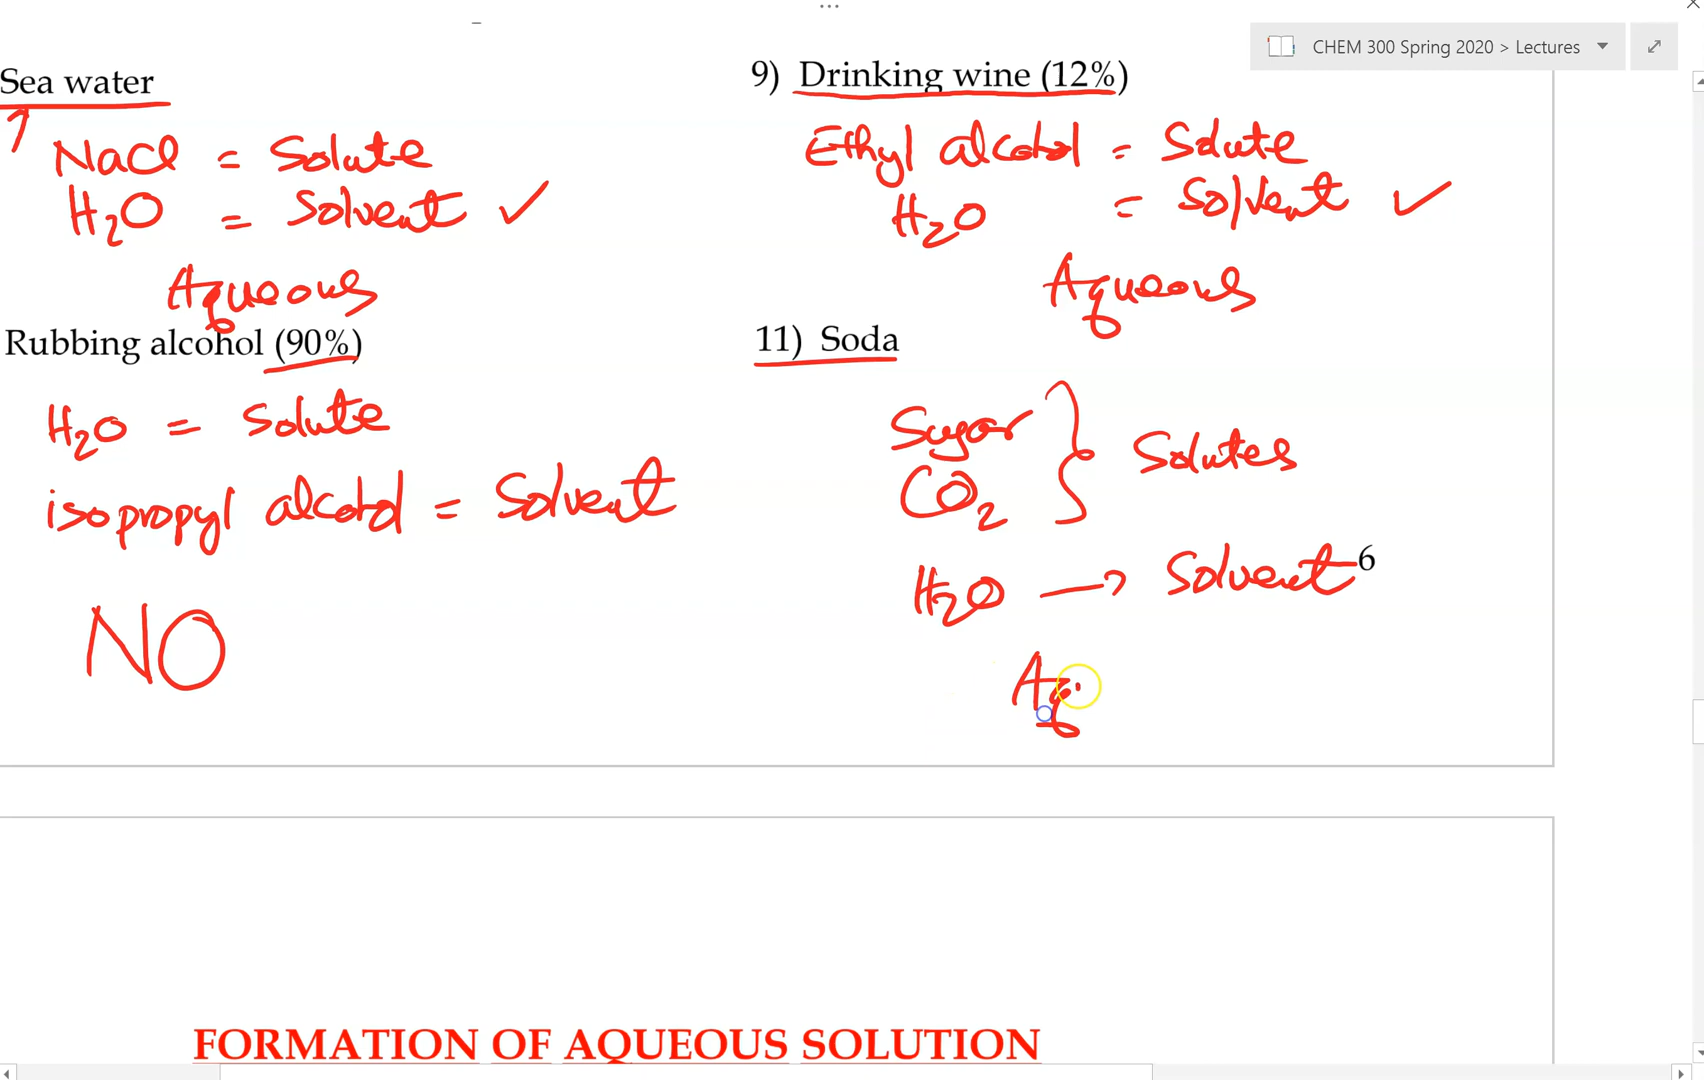 CHEM 300 Spring 2020 > Lectures
Sea water
NaCl = Solute
H₂O = Solvent ✓
Aqueous
9) Drinking wine (12%)
Ethyl alcohol = Solute
H₂O = Solvent ✓
Aqueous
Rubbing alcohol (90%)
H₂O = Solute
isopropyl alcohol = Solvent
NO
11) Soda
Sugar
CO₂ } Solutes
H₂O → Solvent
6
Aq.
FORMATION OF AQUEOUS SOLUTION